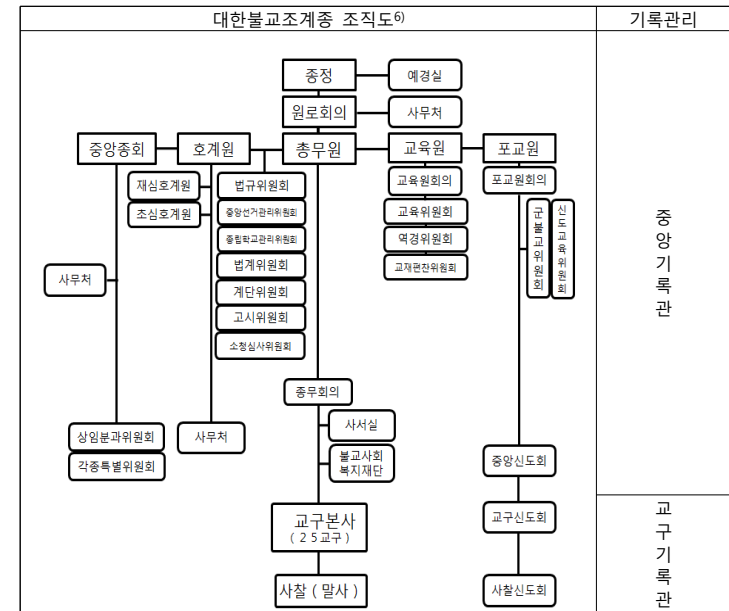 대한불교조계종 조직도6)
기록관리
종정
예경실
원로회의
사무처
중앙종회
호계원
총무원
교육원
포교원
재심호계원
초심호계원
법규위원회
중앙선거관리위원회
종립학교관리위원회
법계위원회
계단위원회
고시위원회
소청심사위원회
교육원회의
교육위원회
역경위원회
교재편찬위원회
포교원회의
군불교위원회
신도교육위원회
사무처
종무회의
사서실
불교사회
복지재단
상임분과위원회
각종특별위원회
사무처
중앙신도회
교구본사
( 2 5교구 )
교구신도회
사찰 ( 말사 )
사찰신도회
중앙기록관
교구기록관